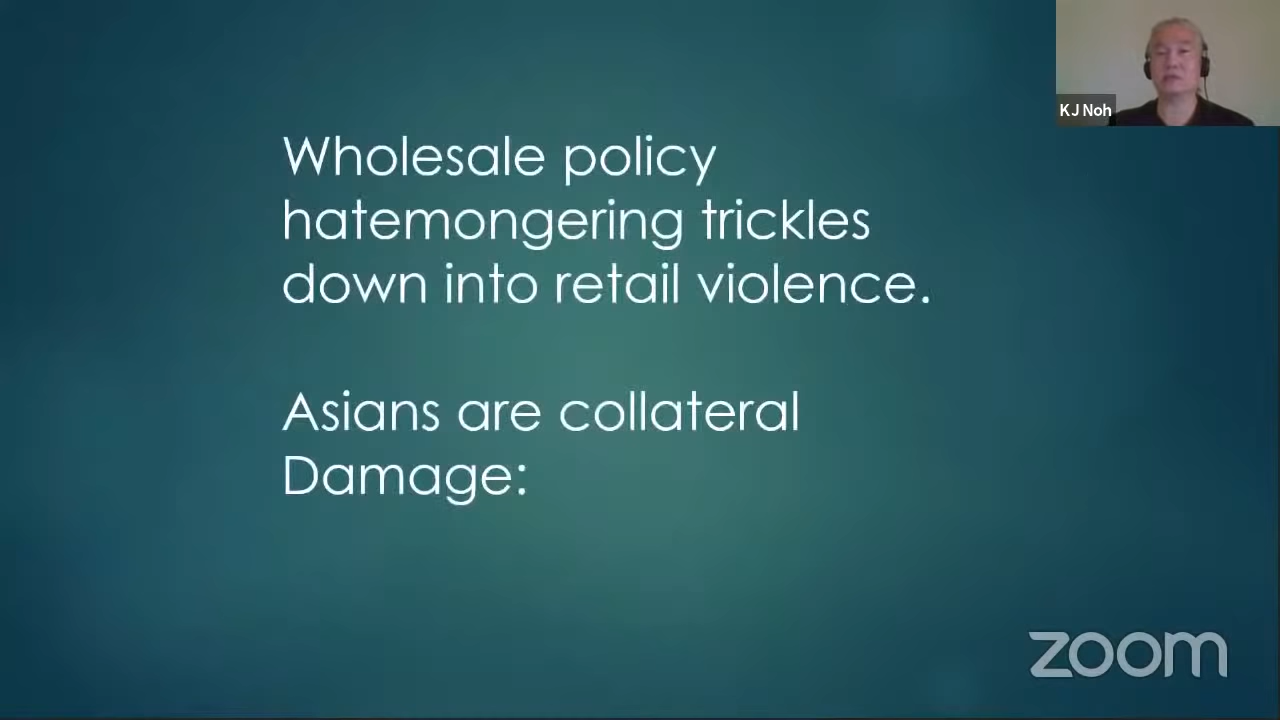 KJ Noh
Wholesale policy
hatemongering trickles
down into retail violence.
Asians are collateral
Damage:
zoom